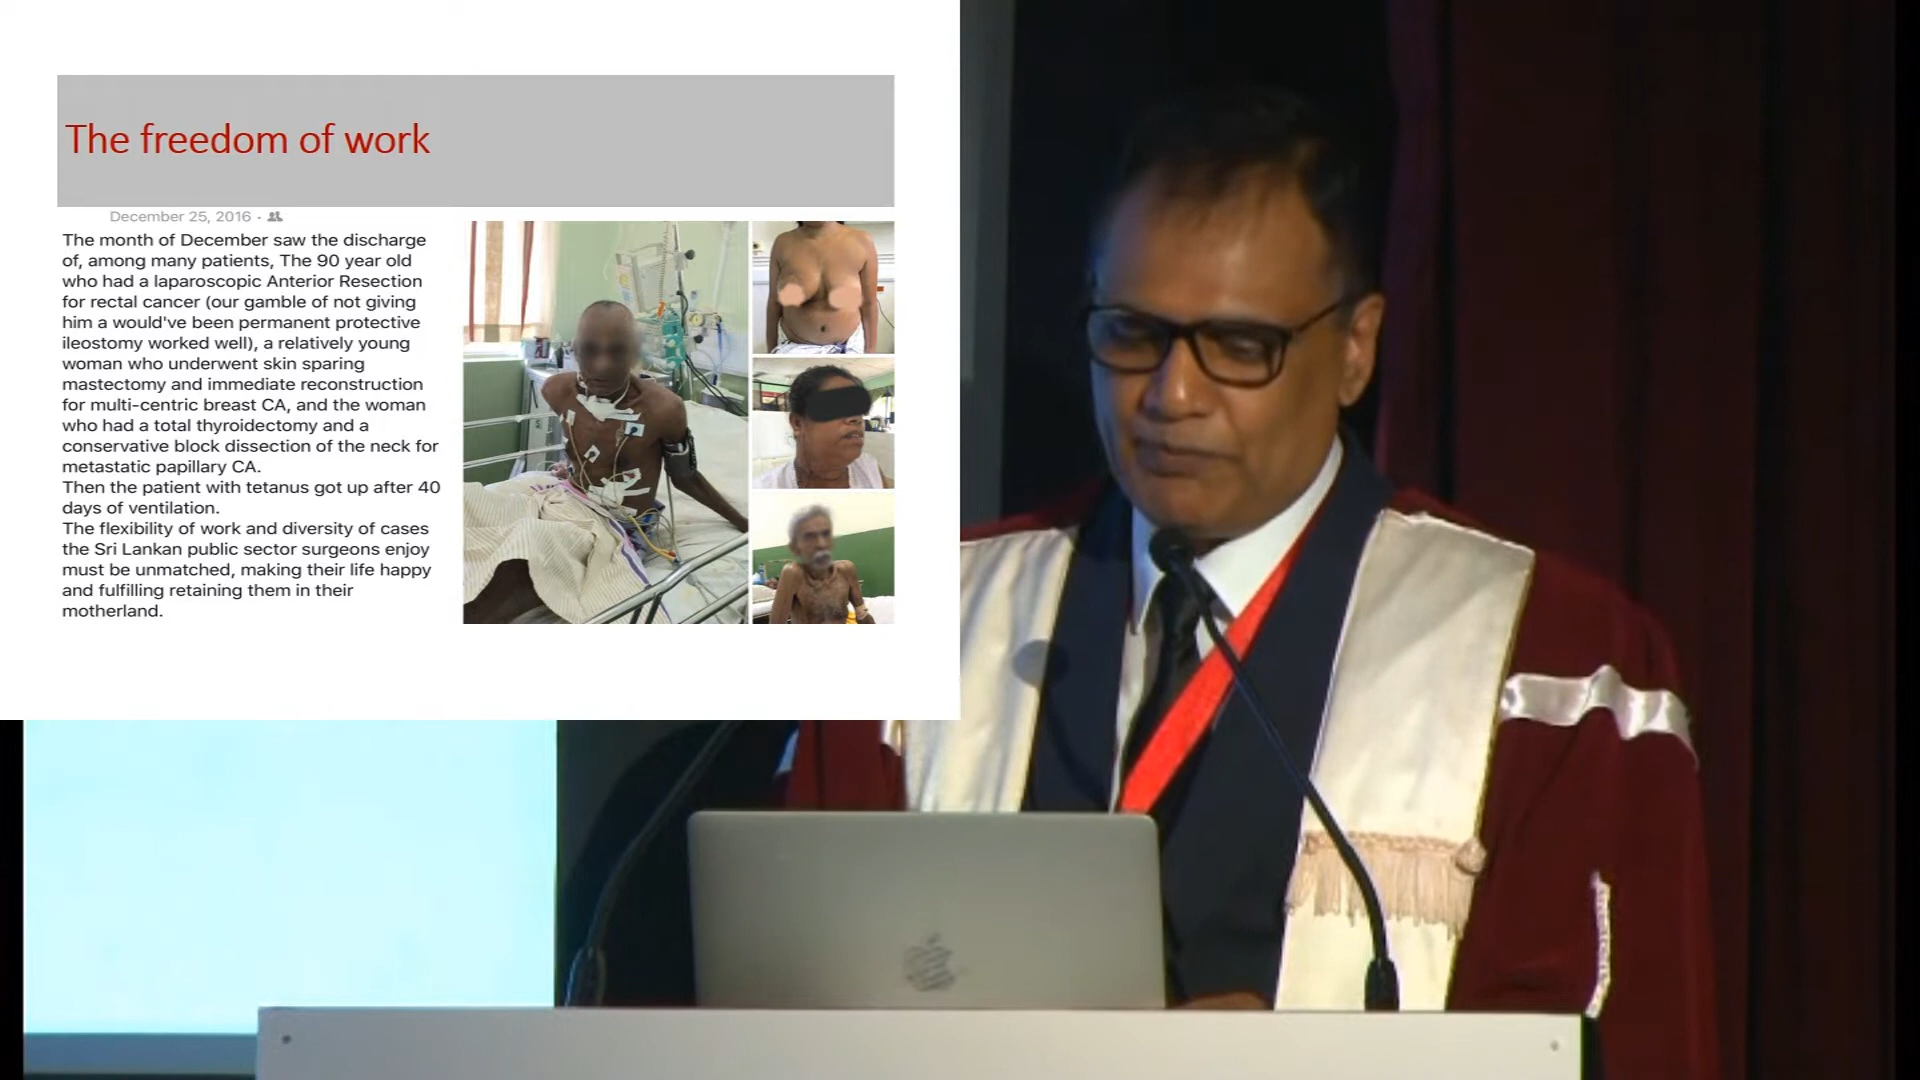 The freedom of work
December 25, 2016 ·
The month of December saw the discharge
of, among many patients, The 90 year old
who had a laparoscopic Anterior Resection
for rectal cancer (our gamble of not giving
him a would've been permanent protective
ileostomy worked well), a relatively young
woman who underwent skin sparing
mastectomy and immediate reconstruction
for multi-centric breast CA, and the woman
who had a total thyroidectomy and a
conservative block dissection of the neck for
metastatic papillary CA.
Then the patient with tetanus got up after 40
days of ventilation.
The flexibility of work and diversity of cases
the Sri Lankan public sector surgeons enjoy
must be unmatched, making their life happy
and fulfilling retaining them in their
motherland.